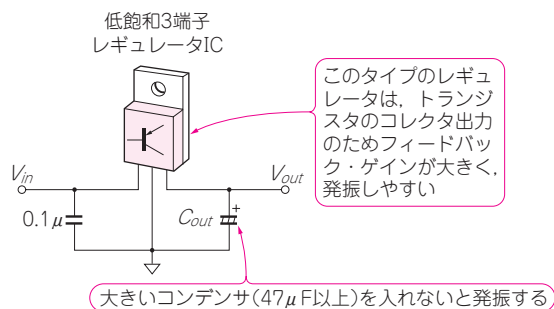 低飽和3端子
レギュレータIC
このタイプのレギュ
レータは，トランジ
スタのコレクタ出力
のためフィードバッ
ク・ゲインが大きく，
発振しやすい
Vin
Vout
0.1μ
Cout
+
大きいコンデンサ(47μF以上)を入れないと発振する